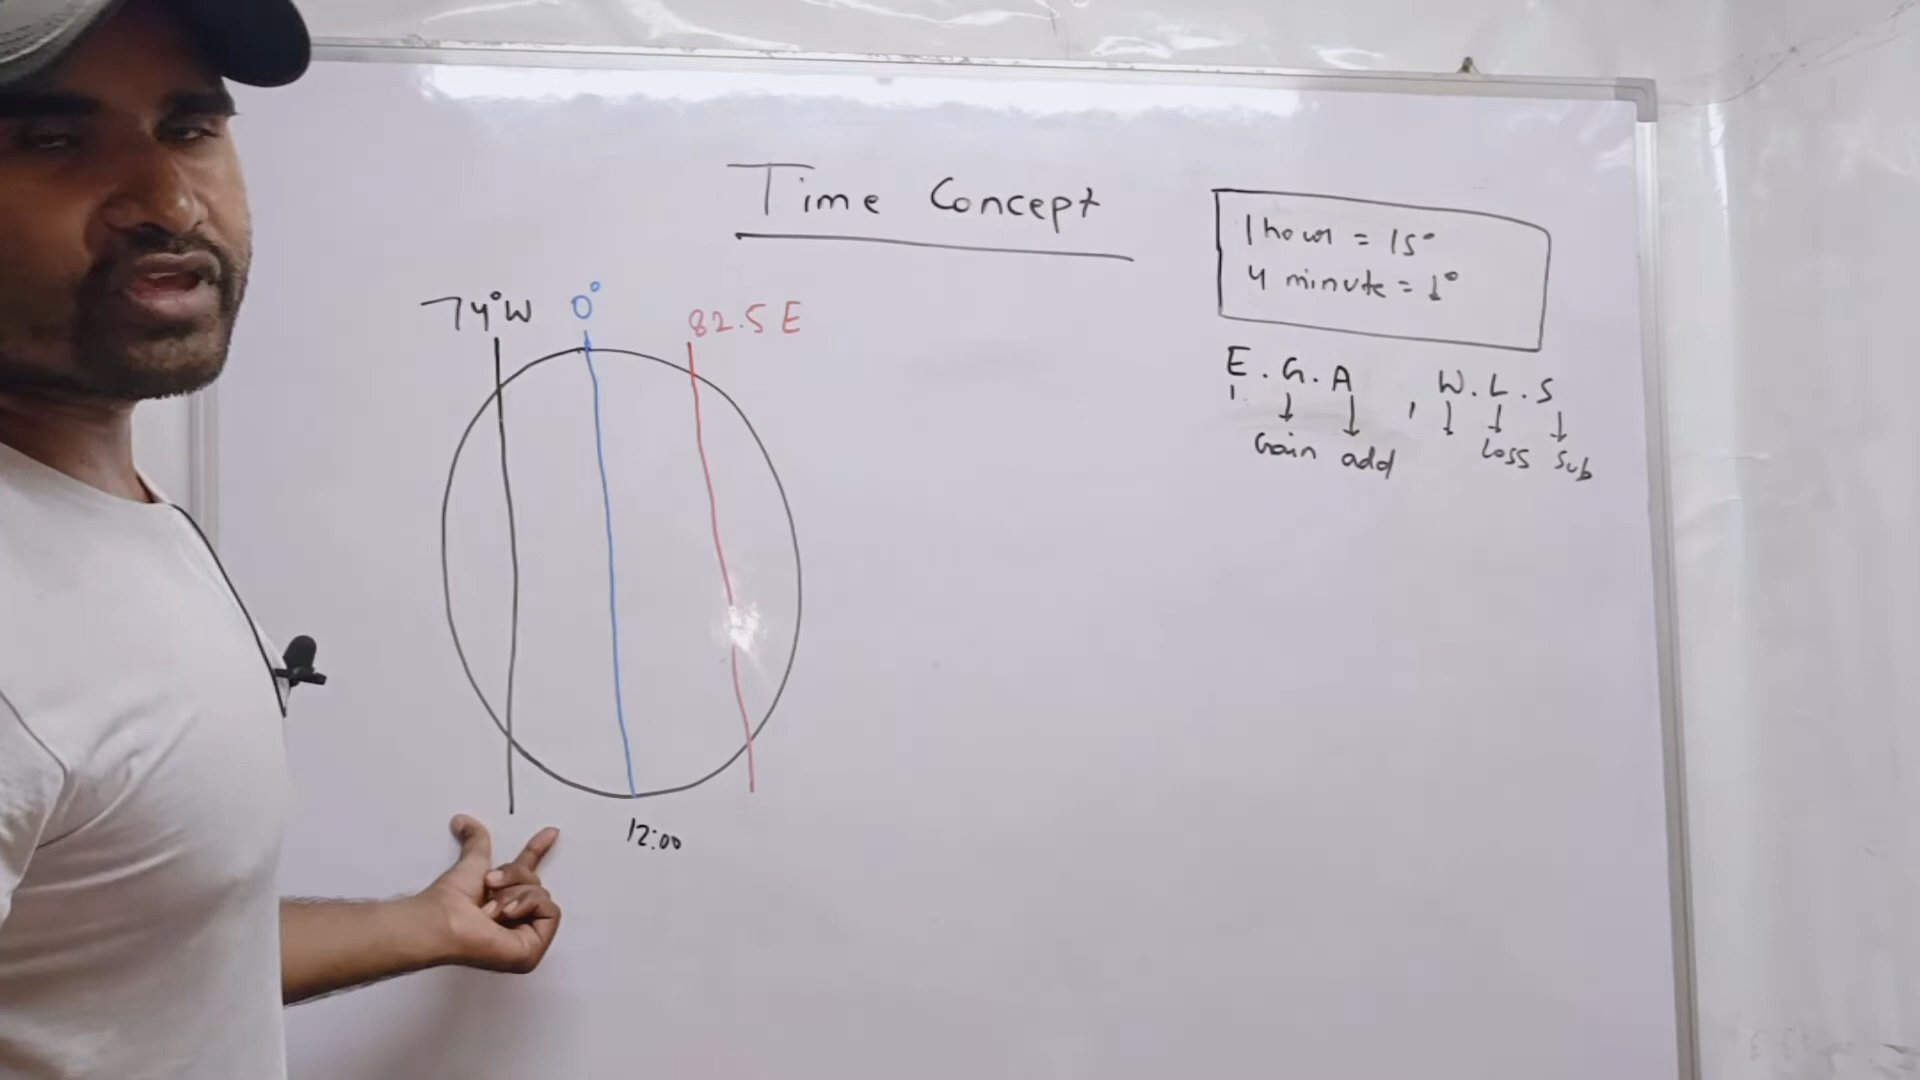 Time Concept
1 hour = 15°
4 minute = 1°
E. G. A , W. L. S
Gain add Loss Sub
74°W 0° 82.5 E
12:00